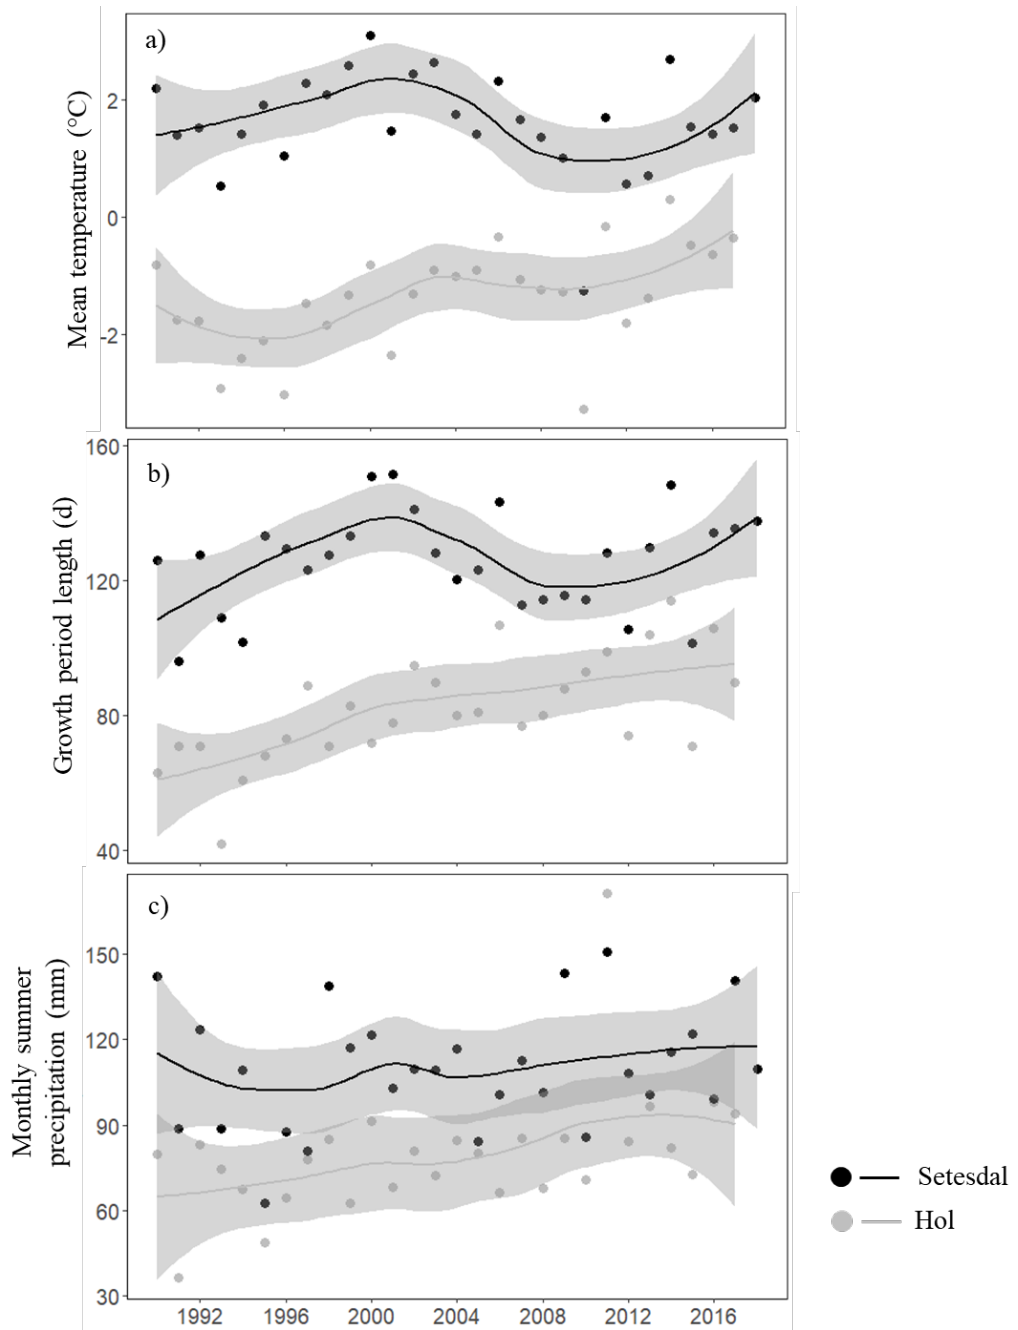 a)
Mean temperature (°C)
2
0
-2
b)
Growth period length (d)
160
120
80
40
c)
Monthly summer
precipitation (mm)
150
120
90
60
30
1992 1996 2000 2004 2008 2012 2016
Setesdal
Hol